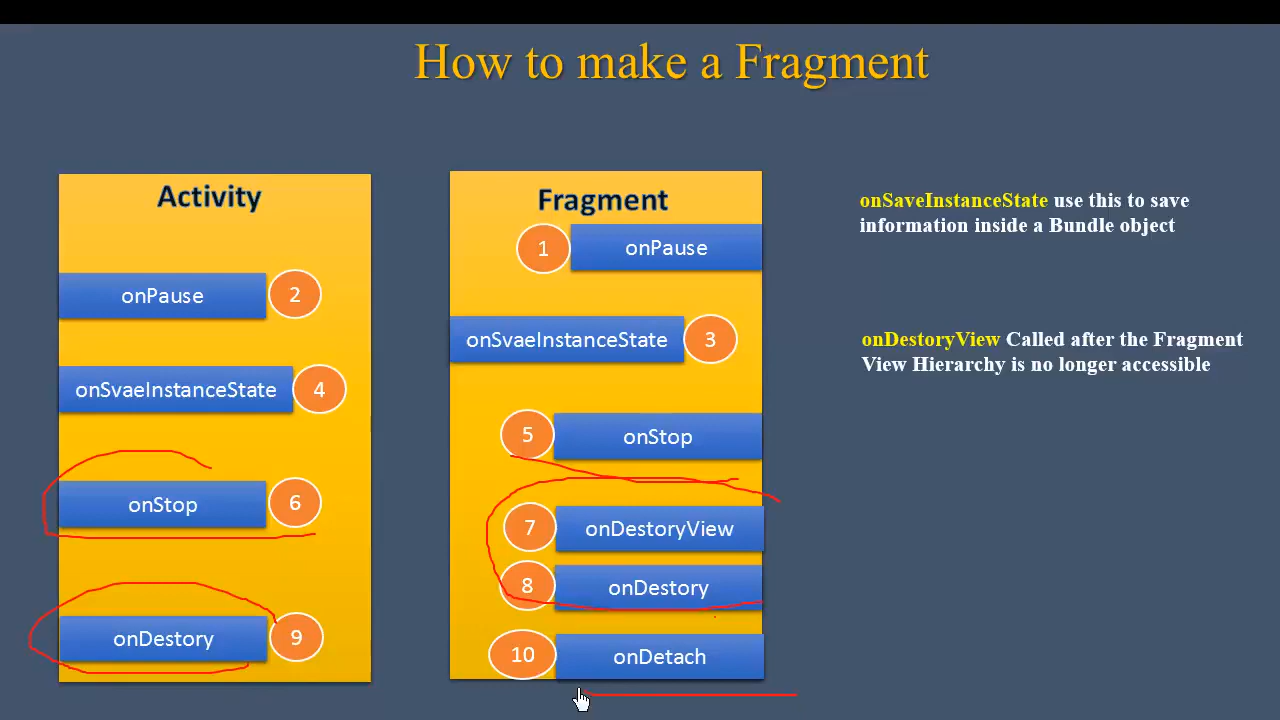 How to make a Fragment
Activity
onPause
2
onSvaeInstanceState
4
onStop
6
onDestory
9
Fragment
1
onPause
onSvaeInstanceState
3
5
onStop
7
onDestoryView
8
onDestory
10
onDetach
onSaveInstanceState use this to save
information inside a Bundle object
onDestoryView Called after the Fragment
View Hierarchy is no longer accessible